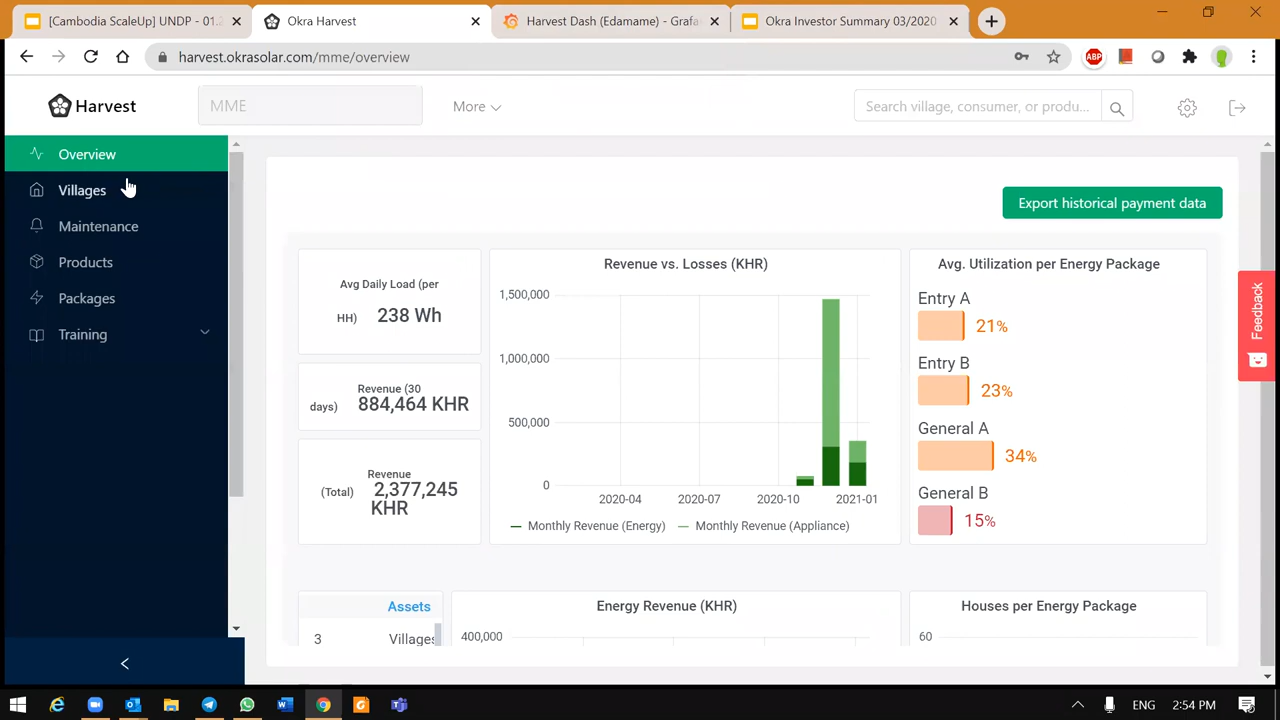 [Cambodia ScaleUp] UNDP - 01.2
Okra Harvest
Harvest Dash (Edamame) - Grafa
Okra Investor Summary 03/2020
harvest.okrasolar.com/mme/overview
ABP
Harvest
MME
More
Search village, consumer, or produ...
Overview
Villages
Maintenance
Products
Packages
Training
Export historical payment data
Avg Daily Load (per
HH) 238 Wh
Revenue (30
days) 884,464 KHR
Revenue
(Total) 2,377,245
KHR
Revenue vs. Losses (KHR)
1,500,000
1,000,000
500,000
0
2020-04 2020-07 2020-10 2021-01
Monthly Revenue (Energy) Monthly Revenue (Appliance)
Avg. Utilization per Energy Package
Entry A
21%
Entry B
23%
General A
34%
General B
15%
Feedback
Assets
3 Villages
Energy Revenue (KHR)
400,000
Houses per Energy Package
60
ENG 2:54 PM